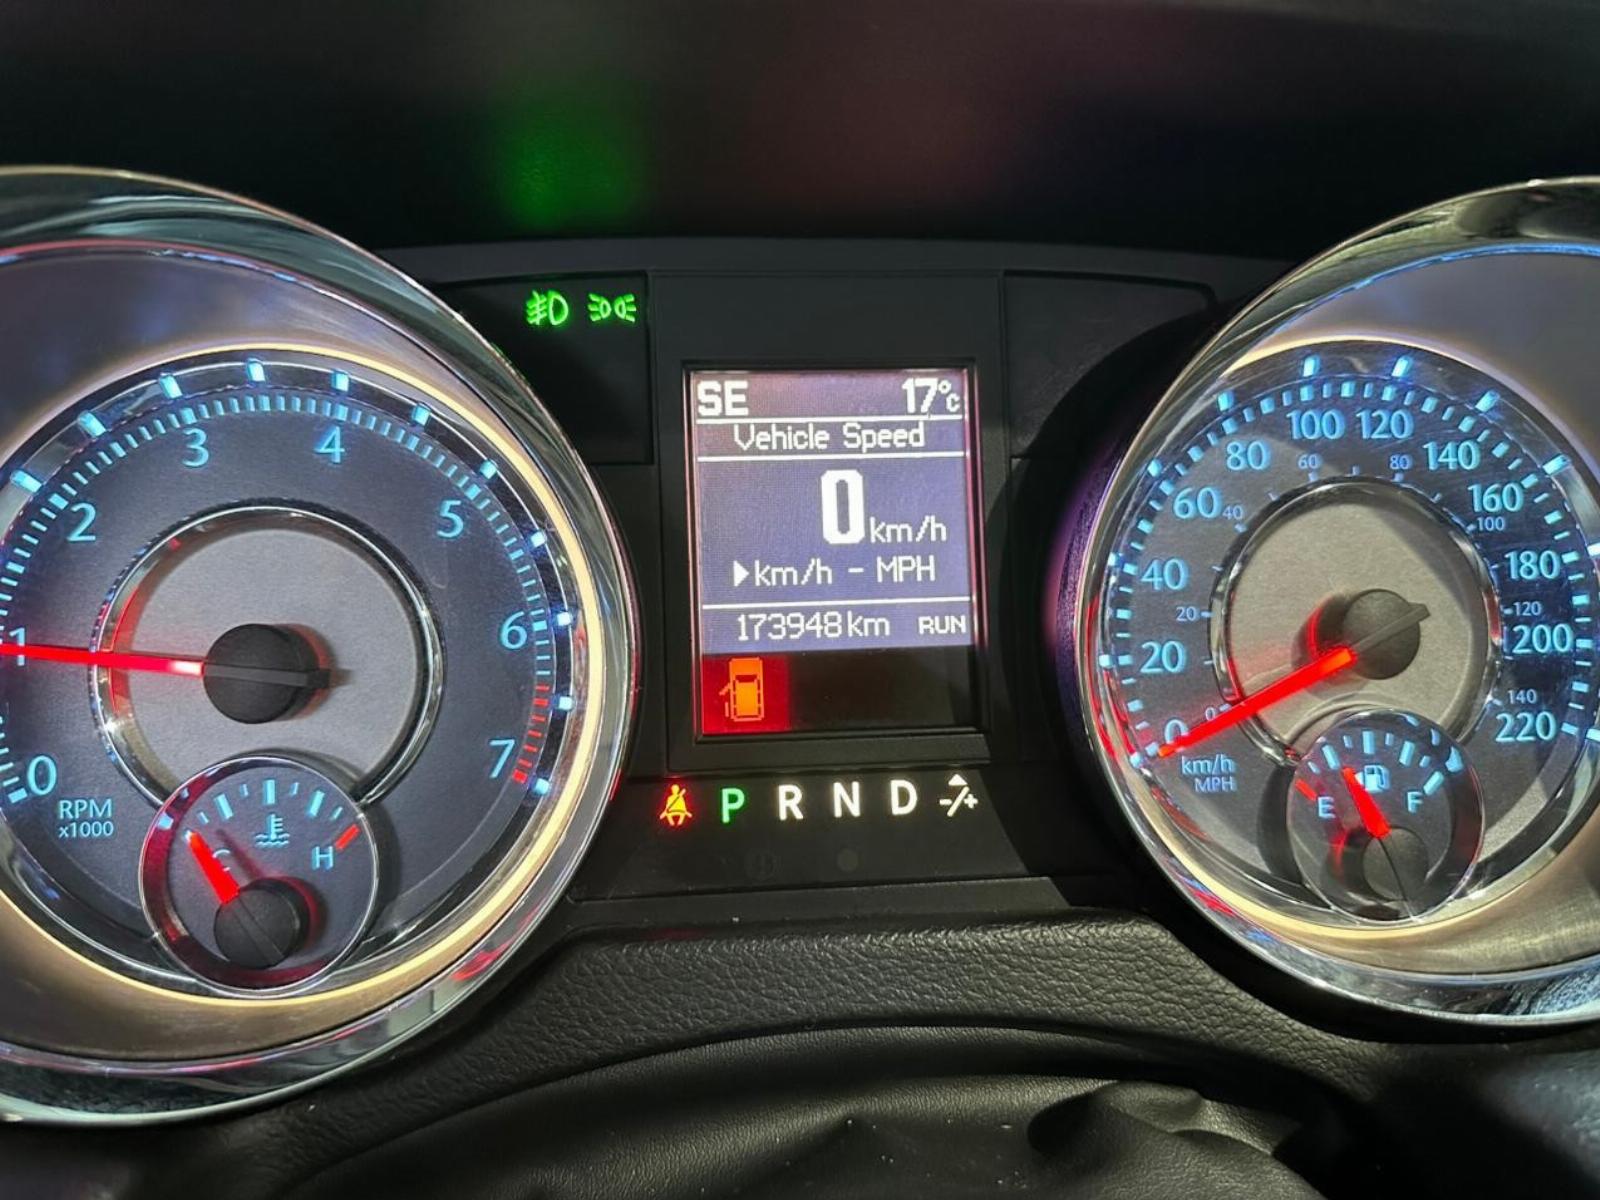 SE 17°C
Vehicle Speed
0 km/h
▶km/h - MPH
173948 km RUN
P R N D -/+
0 1 2 3 4 5 6 7
RPM
x1000
C H
0 20 40 60 80 100 120 140 160 180 200 220
0 20 40 60 80 100 120 140
km/h
MPH
E F